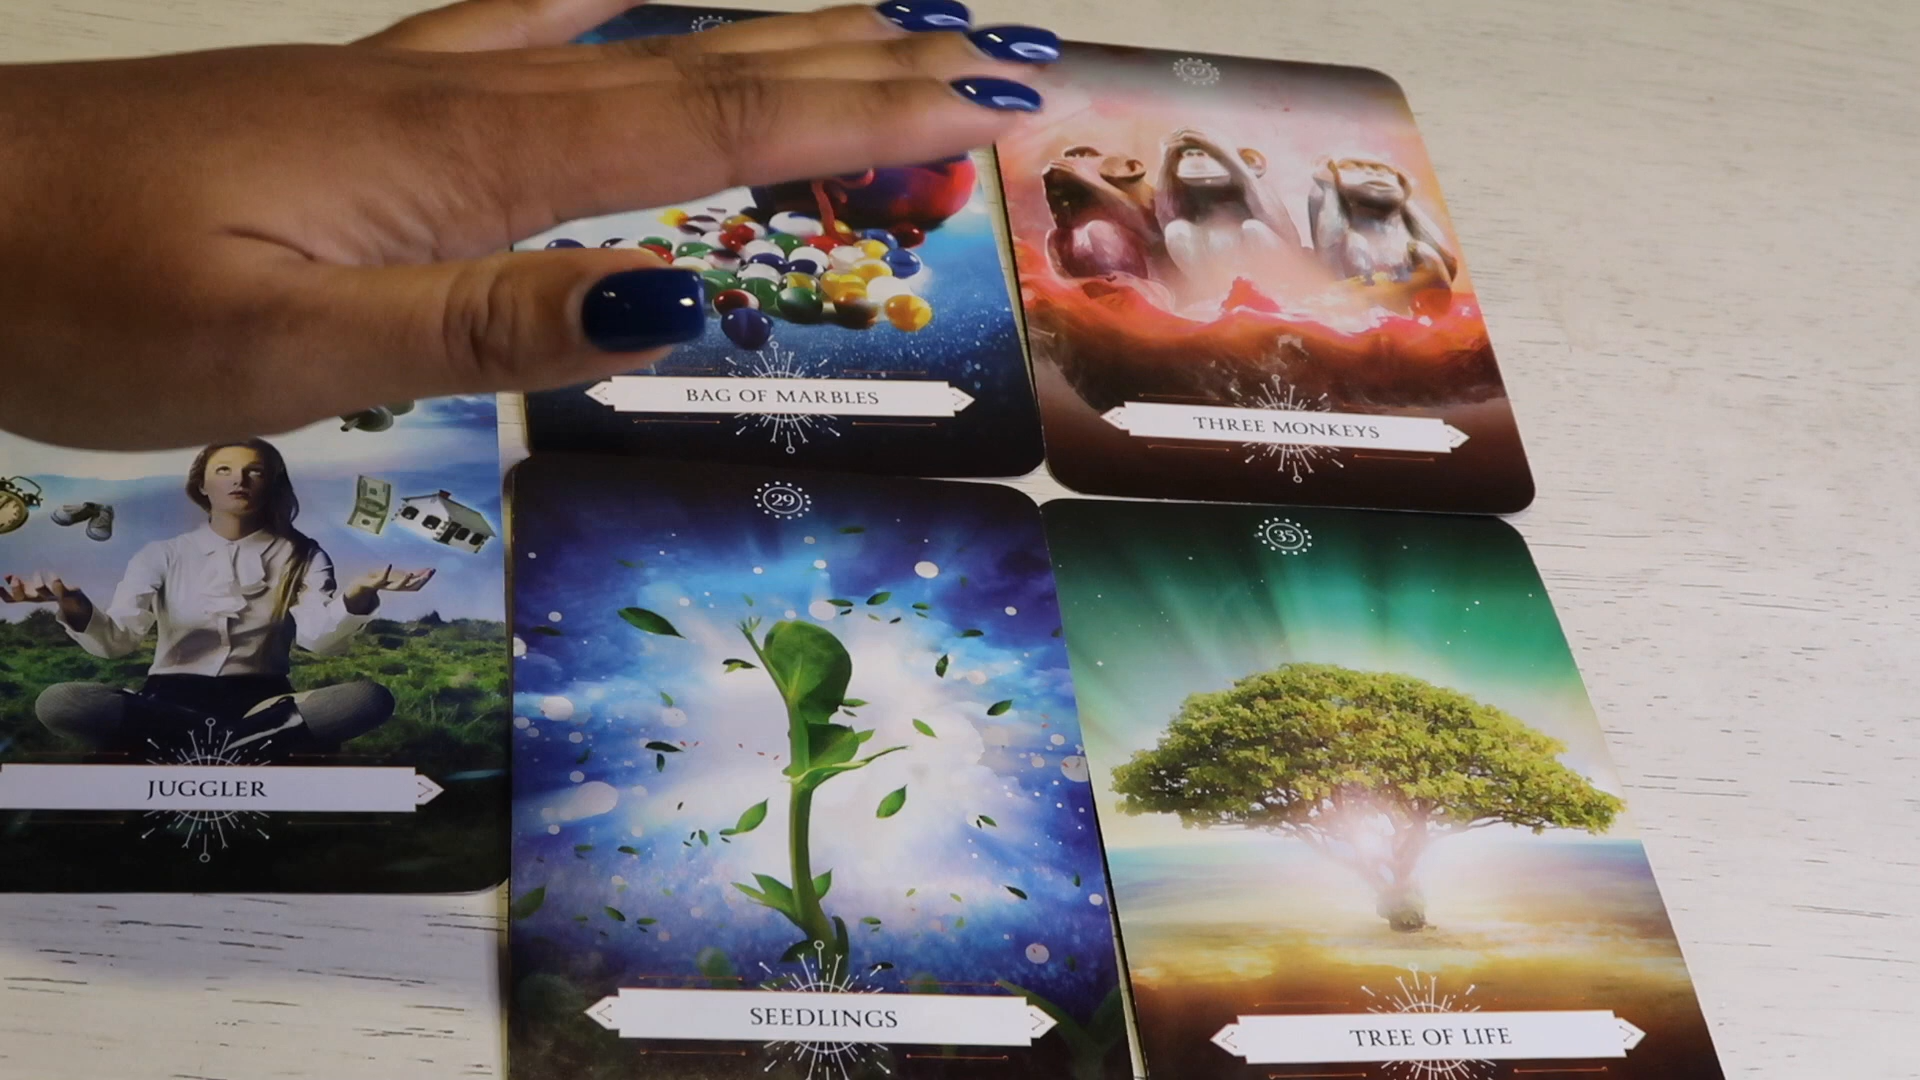 BAG OF MARBLES
THREE MONKEYS
JUGGLER
29
SEEDLINGS
35
TREE OF LIFE